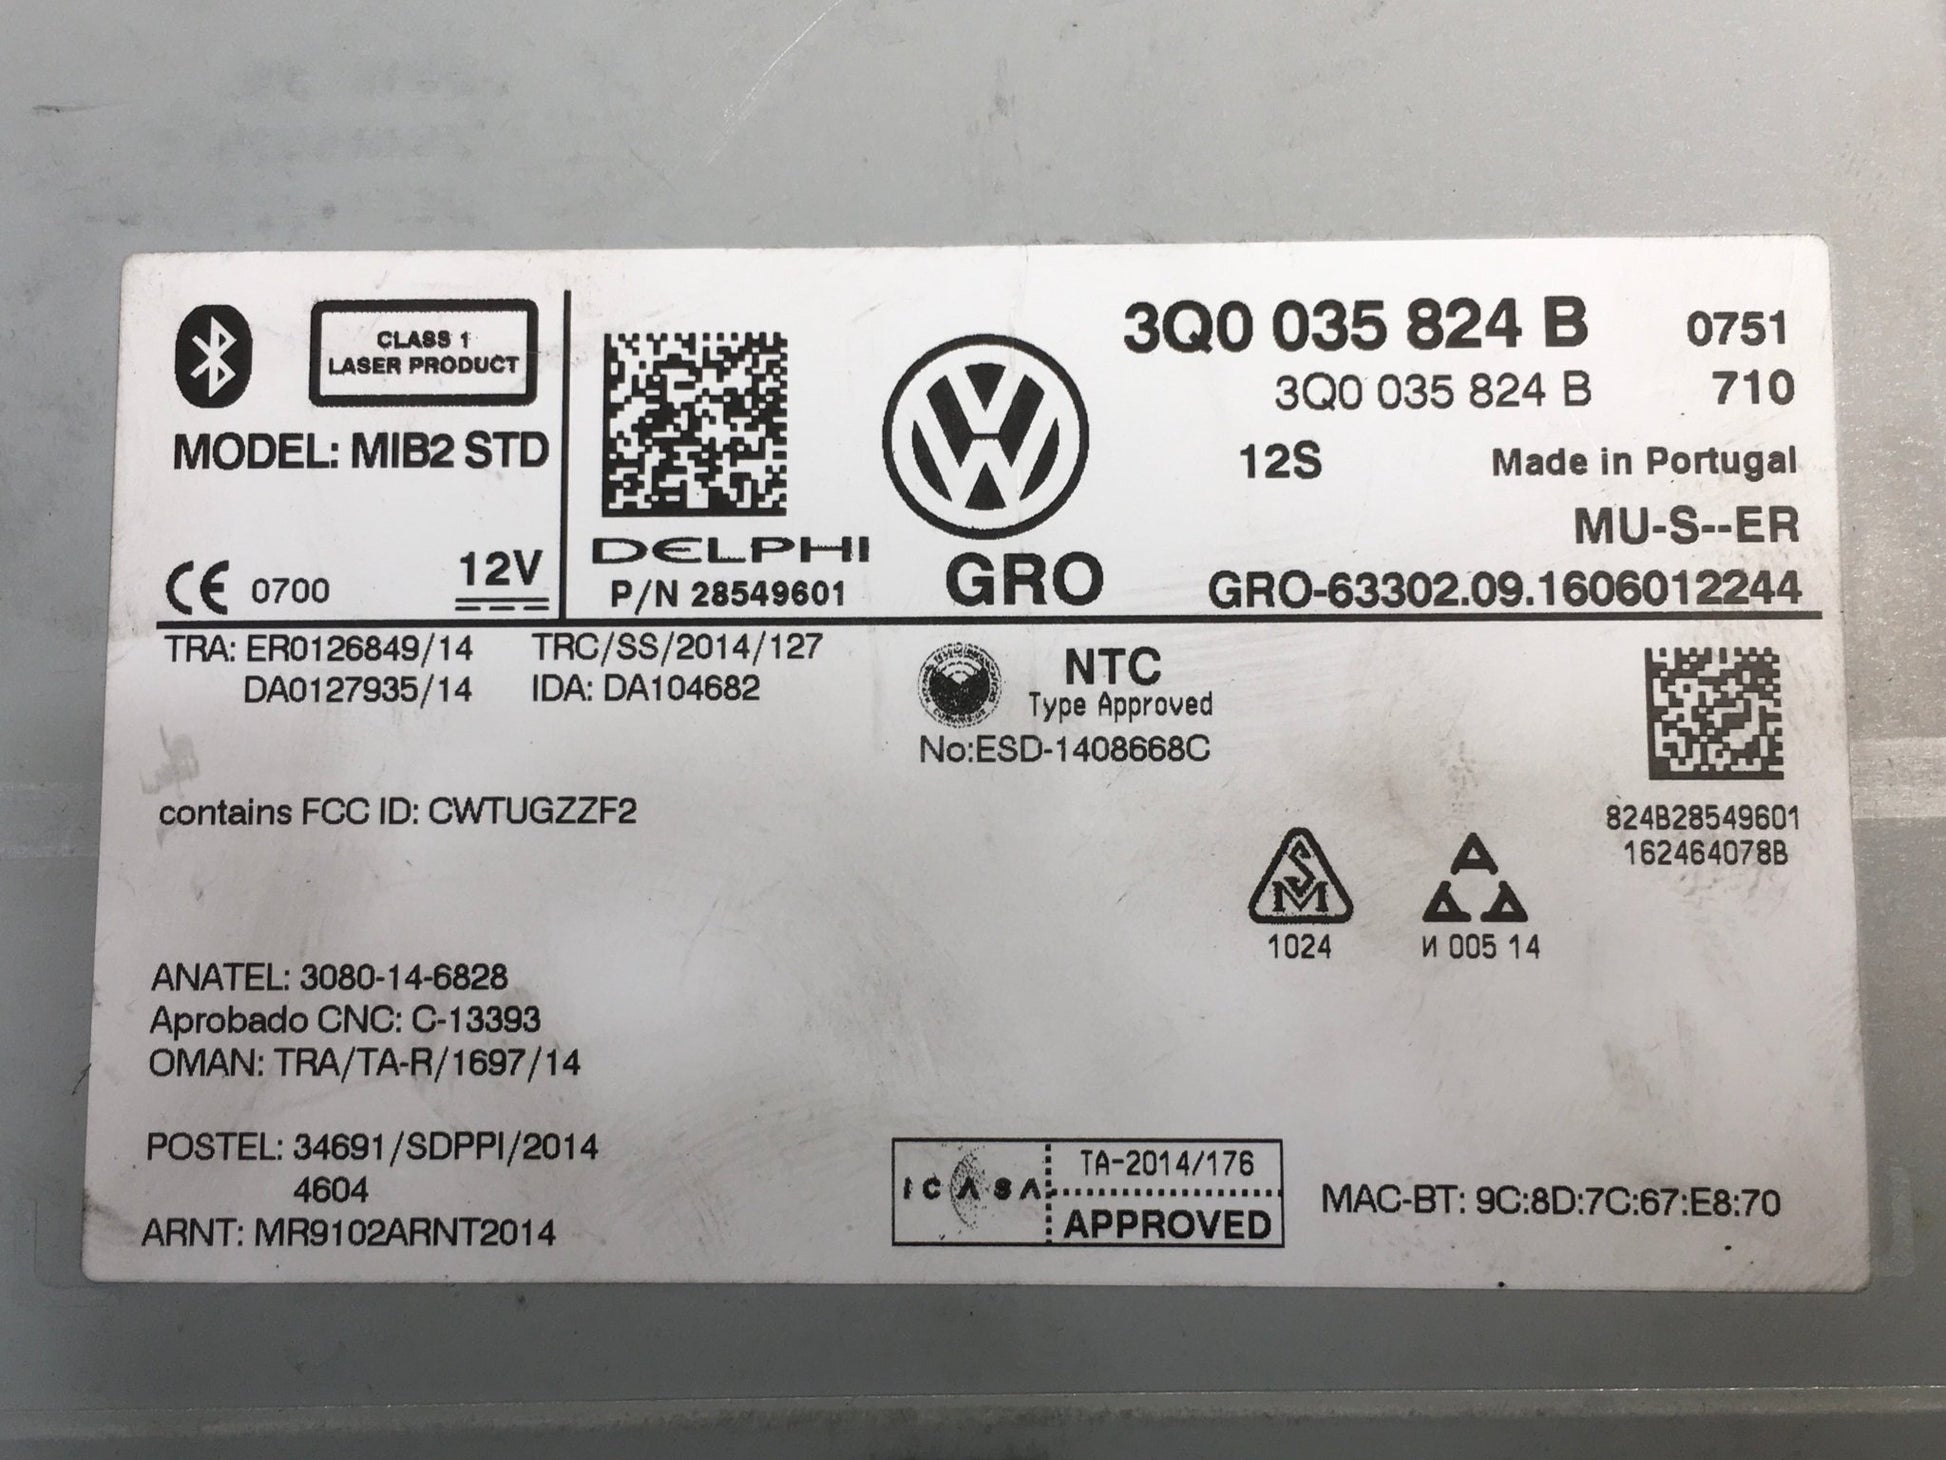 CLASS 1
LASER PRODUCT
MODEL: MIB2 STD
CE 0700
12V
DELPHI
P/N 28549601
GRO
3Q0 035 824 B 0751
3Q0 035 824 B 710
12S Made in Portugal
MU-S--ER
GRO-63302.09.1606012244
TRA: ER0126849/14 TRC/SS/2014/127
DA0127935/14 IDA: DA104682
NTC
Type Approved
No:ESD-1408668C
contains FCC ID: CWTUGZZF2
824B28549601
162464078B
SM
1024
AAA
И 005 14
ANATEL: 3080-14-6828
Aprobado CNC: C-13393
OMAN: TRA/TA-R/1697/14
POSTEL: 34691/SDPPI/2014
4604
ARNT: MR9102ARNT2014
ICASA
TA-2014/176
APPROVED
MAC-BT: 9C:8D:7C:67:E8:70